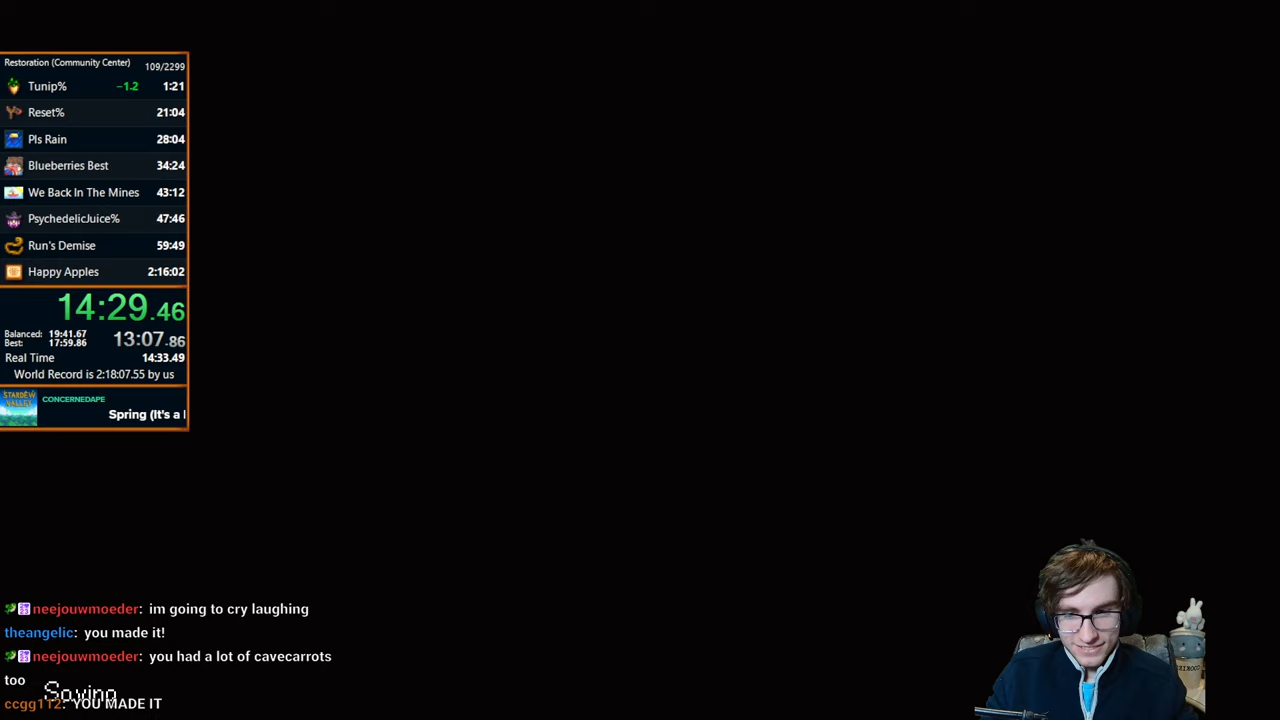 Restoration (Community Center) 109/2299
Tunip% −1.2 1:21
Reset% 21:04
Pls Rain 28:04
Blueberries Best 34:24
We Back In The Mines 43:12
PsychedelicJuice% 47:46
Run's Demise 59:49
Happy Apples 2:16:02
14:29.46
Balanced: 19:41.67
Best: 17:59.86
13:07.86
Real Time 14:33.49
World Record is 2:18:07.55 by us
STARDEW VALLEY
CONCERNEDAPE
Spring (It's a
neejouwmoeder: im going to cry laughing
theangelic: you made it!
neejouwmoeder: you had a lot of cavecarrots
too
Saving
ccgg112: YOU MADE IT